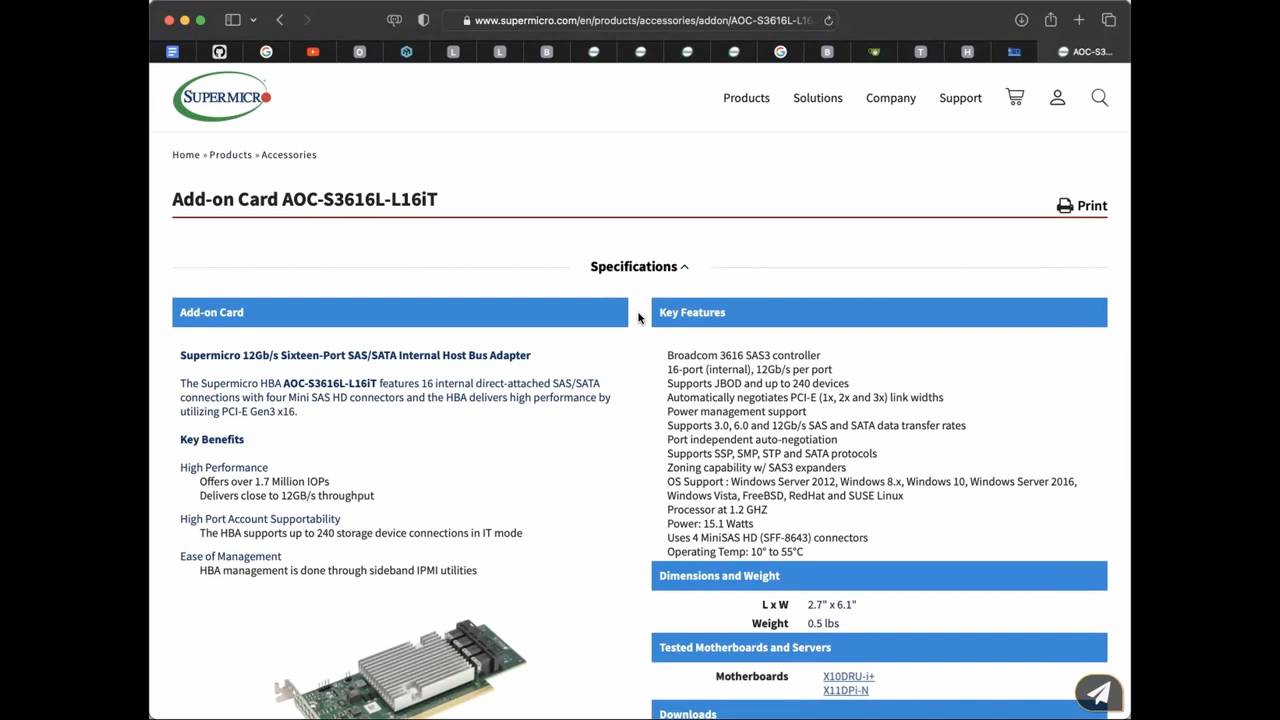 www.supermicro.com/en/products/accessories/addon/AOC-S3616L-L16
AOC-S3...
SUPERMICRO
Products
Solutions
Company
Support
Home » Products » Accessories
Add-on Card AOC-S3616L-L16iT
Print
Specifications
Add-on Card
Supermicro 12Gb/s Sixteen-Port SAS/SATA Internal Host Bus Adapter
The Supermicro HBA AOC-S3616L-L16iT features 16 internal direct-attached SAS/SATA
connections with four Mini SAS HD connectors and the HBA delivers high performance by
utilizing PCI-E Gen3 x16.
Key Benefits
High Performance
Offers over 1.7 Million IOPs
Delivers close to 12GB/s throughput
High Port Account Supportability
The HBA supports up to 240 storage device connections in IT mode
Ease of Management
HBA management is done through sideband IPMI utilities
Key Features
Broadcom 3616 SAS3 controller
16-port (internal), 12Gb/s per port
Supports JBOD and up to 240 devices
Automatically negotiates PCI-E (1x, 2x and 3x) link widths
Power management support
Supports 3.0, 6.0 and 12Gb/s SAS and SATA data transfer rates
Port independent auto-negotiation
Supports SSP, SMP, STP and SATA protocols
Zoning capability w/ SAS3 expanders
OS Support : Windows Server 2012, Windows 8.x, Windows 10, Windows Server 2016,
Windows Vista, FreeBSD, RedHat and SUSE Linux
Processor at 1.2 GHZ
Power: 15.1 Watts
Uses 4 MiniSAS HD (SFF-8643) connectors
Operating Temp: 10° to 55°C
Dimensions and Weight
L x W 2.7" x 6.1"
Weight 0.5 lbs
Tested Motherboards and Servers
Motherboards X10DRU-i+
X11DPi-N
Downloads